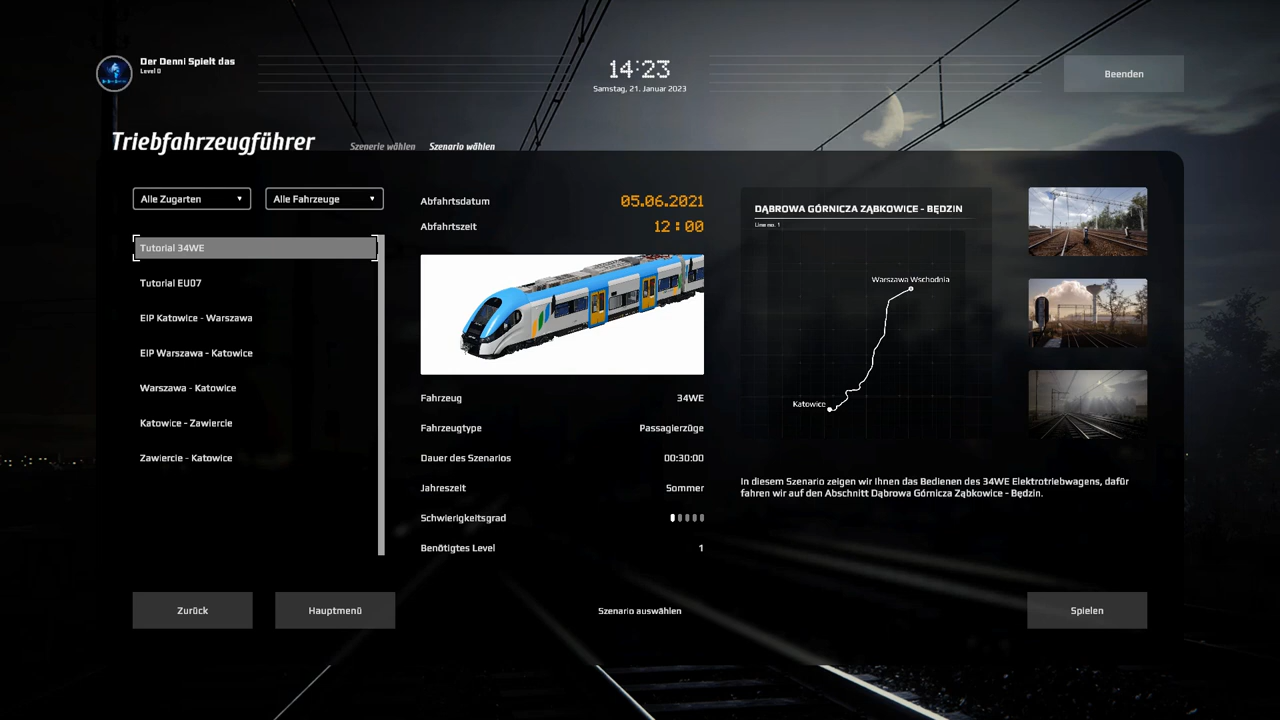 Der Denni Spielt das
Level 0
14:23
Samstag, 21. Januar 2023
Beenden
Triebfahrzeugführer
Szenerie wählen
Szenario wählen
Alle Zugarten
Alle Fahrzeuge
Tutorial 34WE
Tutorial EU07
EIP Katowice - Warszawa
EIP Warszawa - Katowice
Warszawa - Katowice
Katowice - Zawiercie
Zawiercie - Katowice
Abfahrtsdatum 05.06.2021
Abfahrtszeit 12:00
Fahrzeug 34WE
Fahrzeugtype Passagierzüge
Dauer des Szenarios 00:30:00
Jahreszeit Sommer
Schwierigkeitsgrad
Benötigtes Level 1
DĄBROWA GÓRNICZA ZĄBKOWICE - BĘDZIN
Warszawa Wschodnia
Katowice
In diesem Szenario zeigen wir Ihnen das Bedienen des 34WE Elektrotriebwagens, dafür
fahren wir auf den Abschnitt Dąbrowa Górnicza Ząbkowice - Będzin.
Zurück
Hauptmenü
Szenario auswählen
Spielen